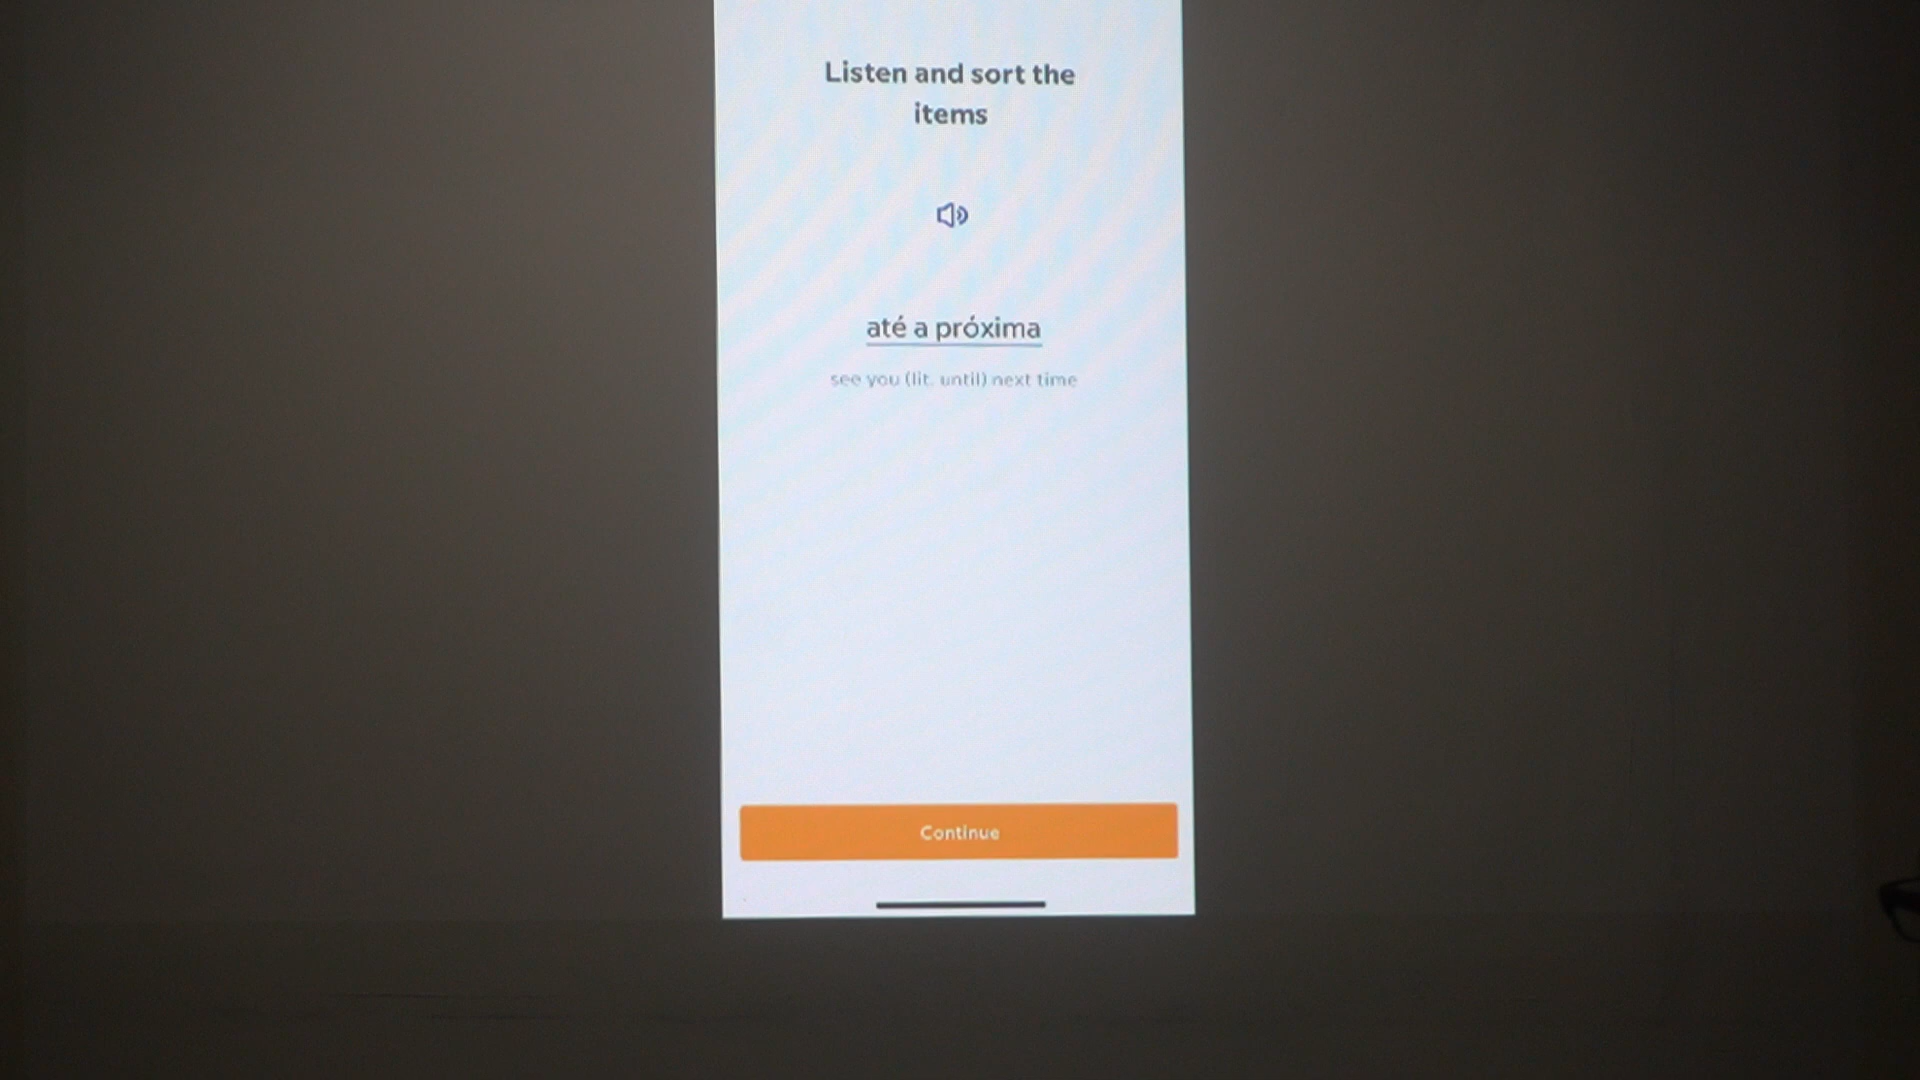 Listen and sort the
items
até a próxima
see you (lit. until) next time
Continue